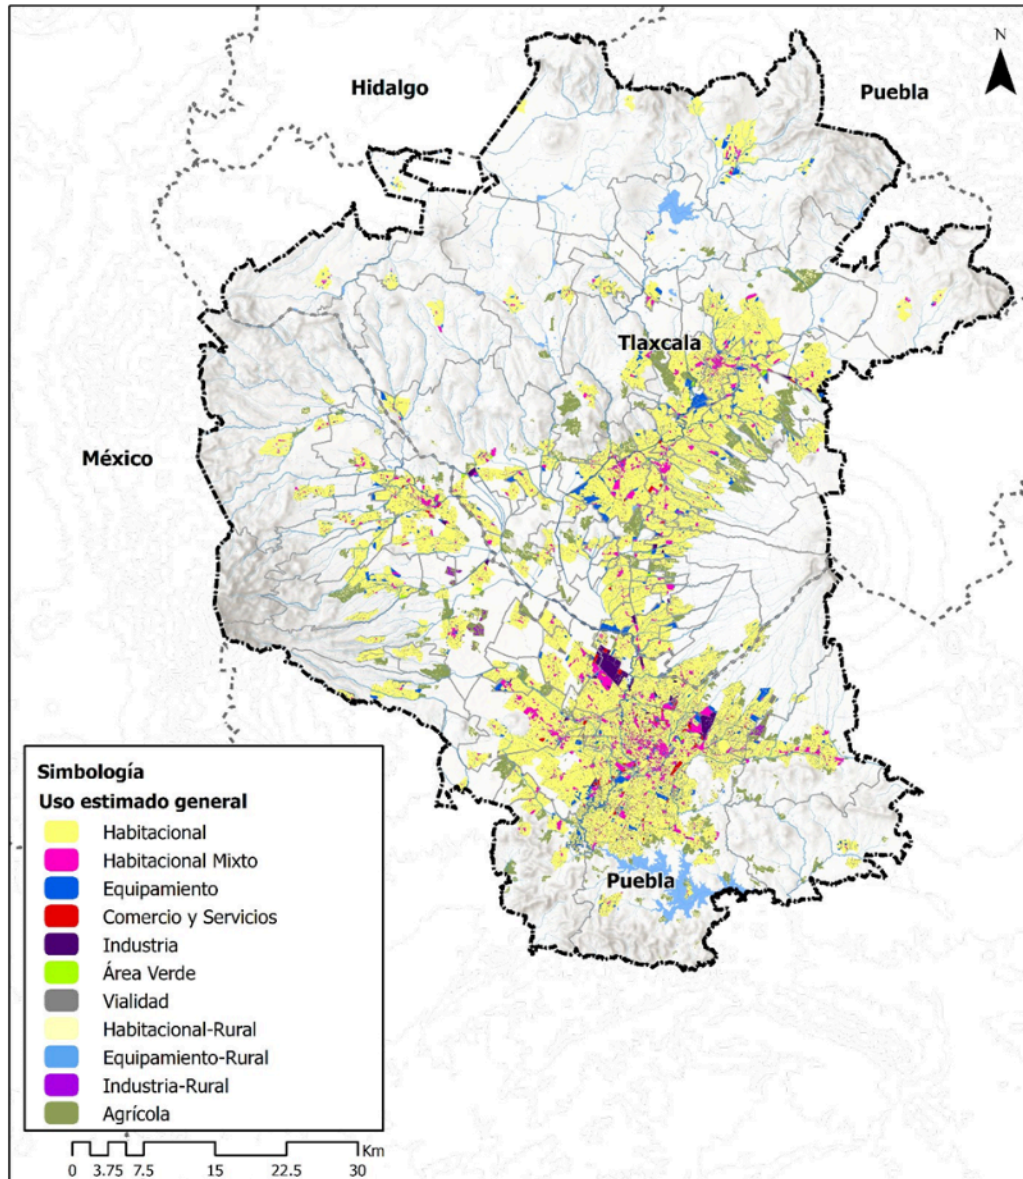 N
Hidalgo
Puebla
Tlaxcala
México
Puebla
Simbología
Uso estimado general
Habitacional
Habitacional Mixto
Equipamiento
Comercio y Servicios
Industria
Área Verde
Vialidad
Habitacional-Rural
Equipamiento-Rural
Industria-Rural
Agrícola
Km
0 3.75 7.5 15 22.5 30